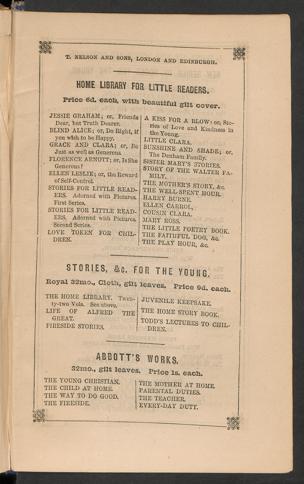 T. NELSON AND SONS, LONDON AND EDINBURGH.
HOME LIBRARY FOR LITTLE READERS.
Price 6d. each, with beautiful gilt cover.
JESSIE GRAHAM; or, Friends
Dear, but Truth Dearer.
BLIND ALICE; or, Do Right, if
you wish to be Happy.
GRACE AND CLARA; or, Be
Just as well as Generous.
FLORENCE ARNOTT; or, Is She
Generous?
ELLEN LESLIE; or, the Reward
of Self-Control.
STORIES FOR LITTLE READ-
ERS. Adorned with Pictures.
First Series.
STORIES FOR LITTLE READ-
ERS. Adorned with Pictures.
Second Series.
LOVE TOKEN FOR CHIL-
DREN.
A KISS FOR A BLOW; or, Sto-
ries of Love and Kindness in
the Young.
LITTLE CLARA.
SUNSHINE AND SHADE; or,
The Denham Family.
SISTER MARY'S STORIES.
STORY OF THE WALTER FA-
MILY.
THE MOTHER'S STORY, &c.
THE WELL-SPENT HOUR.
HARRY BURNE.
ELLEN CARROL.
COUSIN CLARA.
MARY ROSS.
THE LITTLE POETRY BOOK.
THE FAITHFUL DOG, &c.
THE PLAY HOUR, &c.
STORIES, &c. FOR THE YOUNG.
Royal 32mo., Cloth, gilt leaves. Price 9d. each.
THE HOME LIBRARY. Twen-
ty-two Vols. See above.
LIFE OF ALFRED THE
GREAT.
FIRESIDE STORIES.
JUVENILE KEEPSAKE.
THE HOME STORY BOOK.
TODD'S LECTURES TO CHIL-
DREN.
ABBOTT'S WORKS.
32mo., gilt leaves. Price 1s. each.
THE YOUNG CHRISTIAN.
THE CHILD AT HOME.
THE WAY TO DO GOOD.
THE FIRESIDE.
THE MOTHER AT HOME.
PARENTAL DUTIES.
THE TEACHER.
EVERY-DAY DUTY.